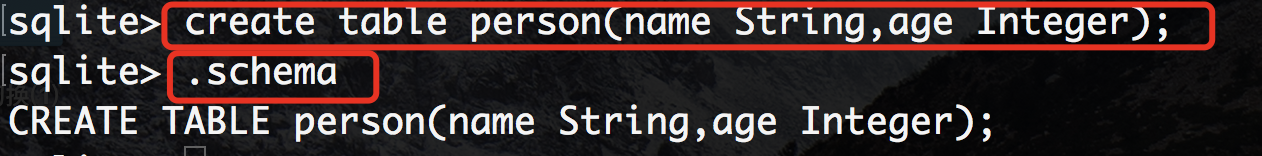 sqlite> create table person(name String,age Integer);
sqlite> .schema
CREATE TABLE person(name String,age Integer);